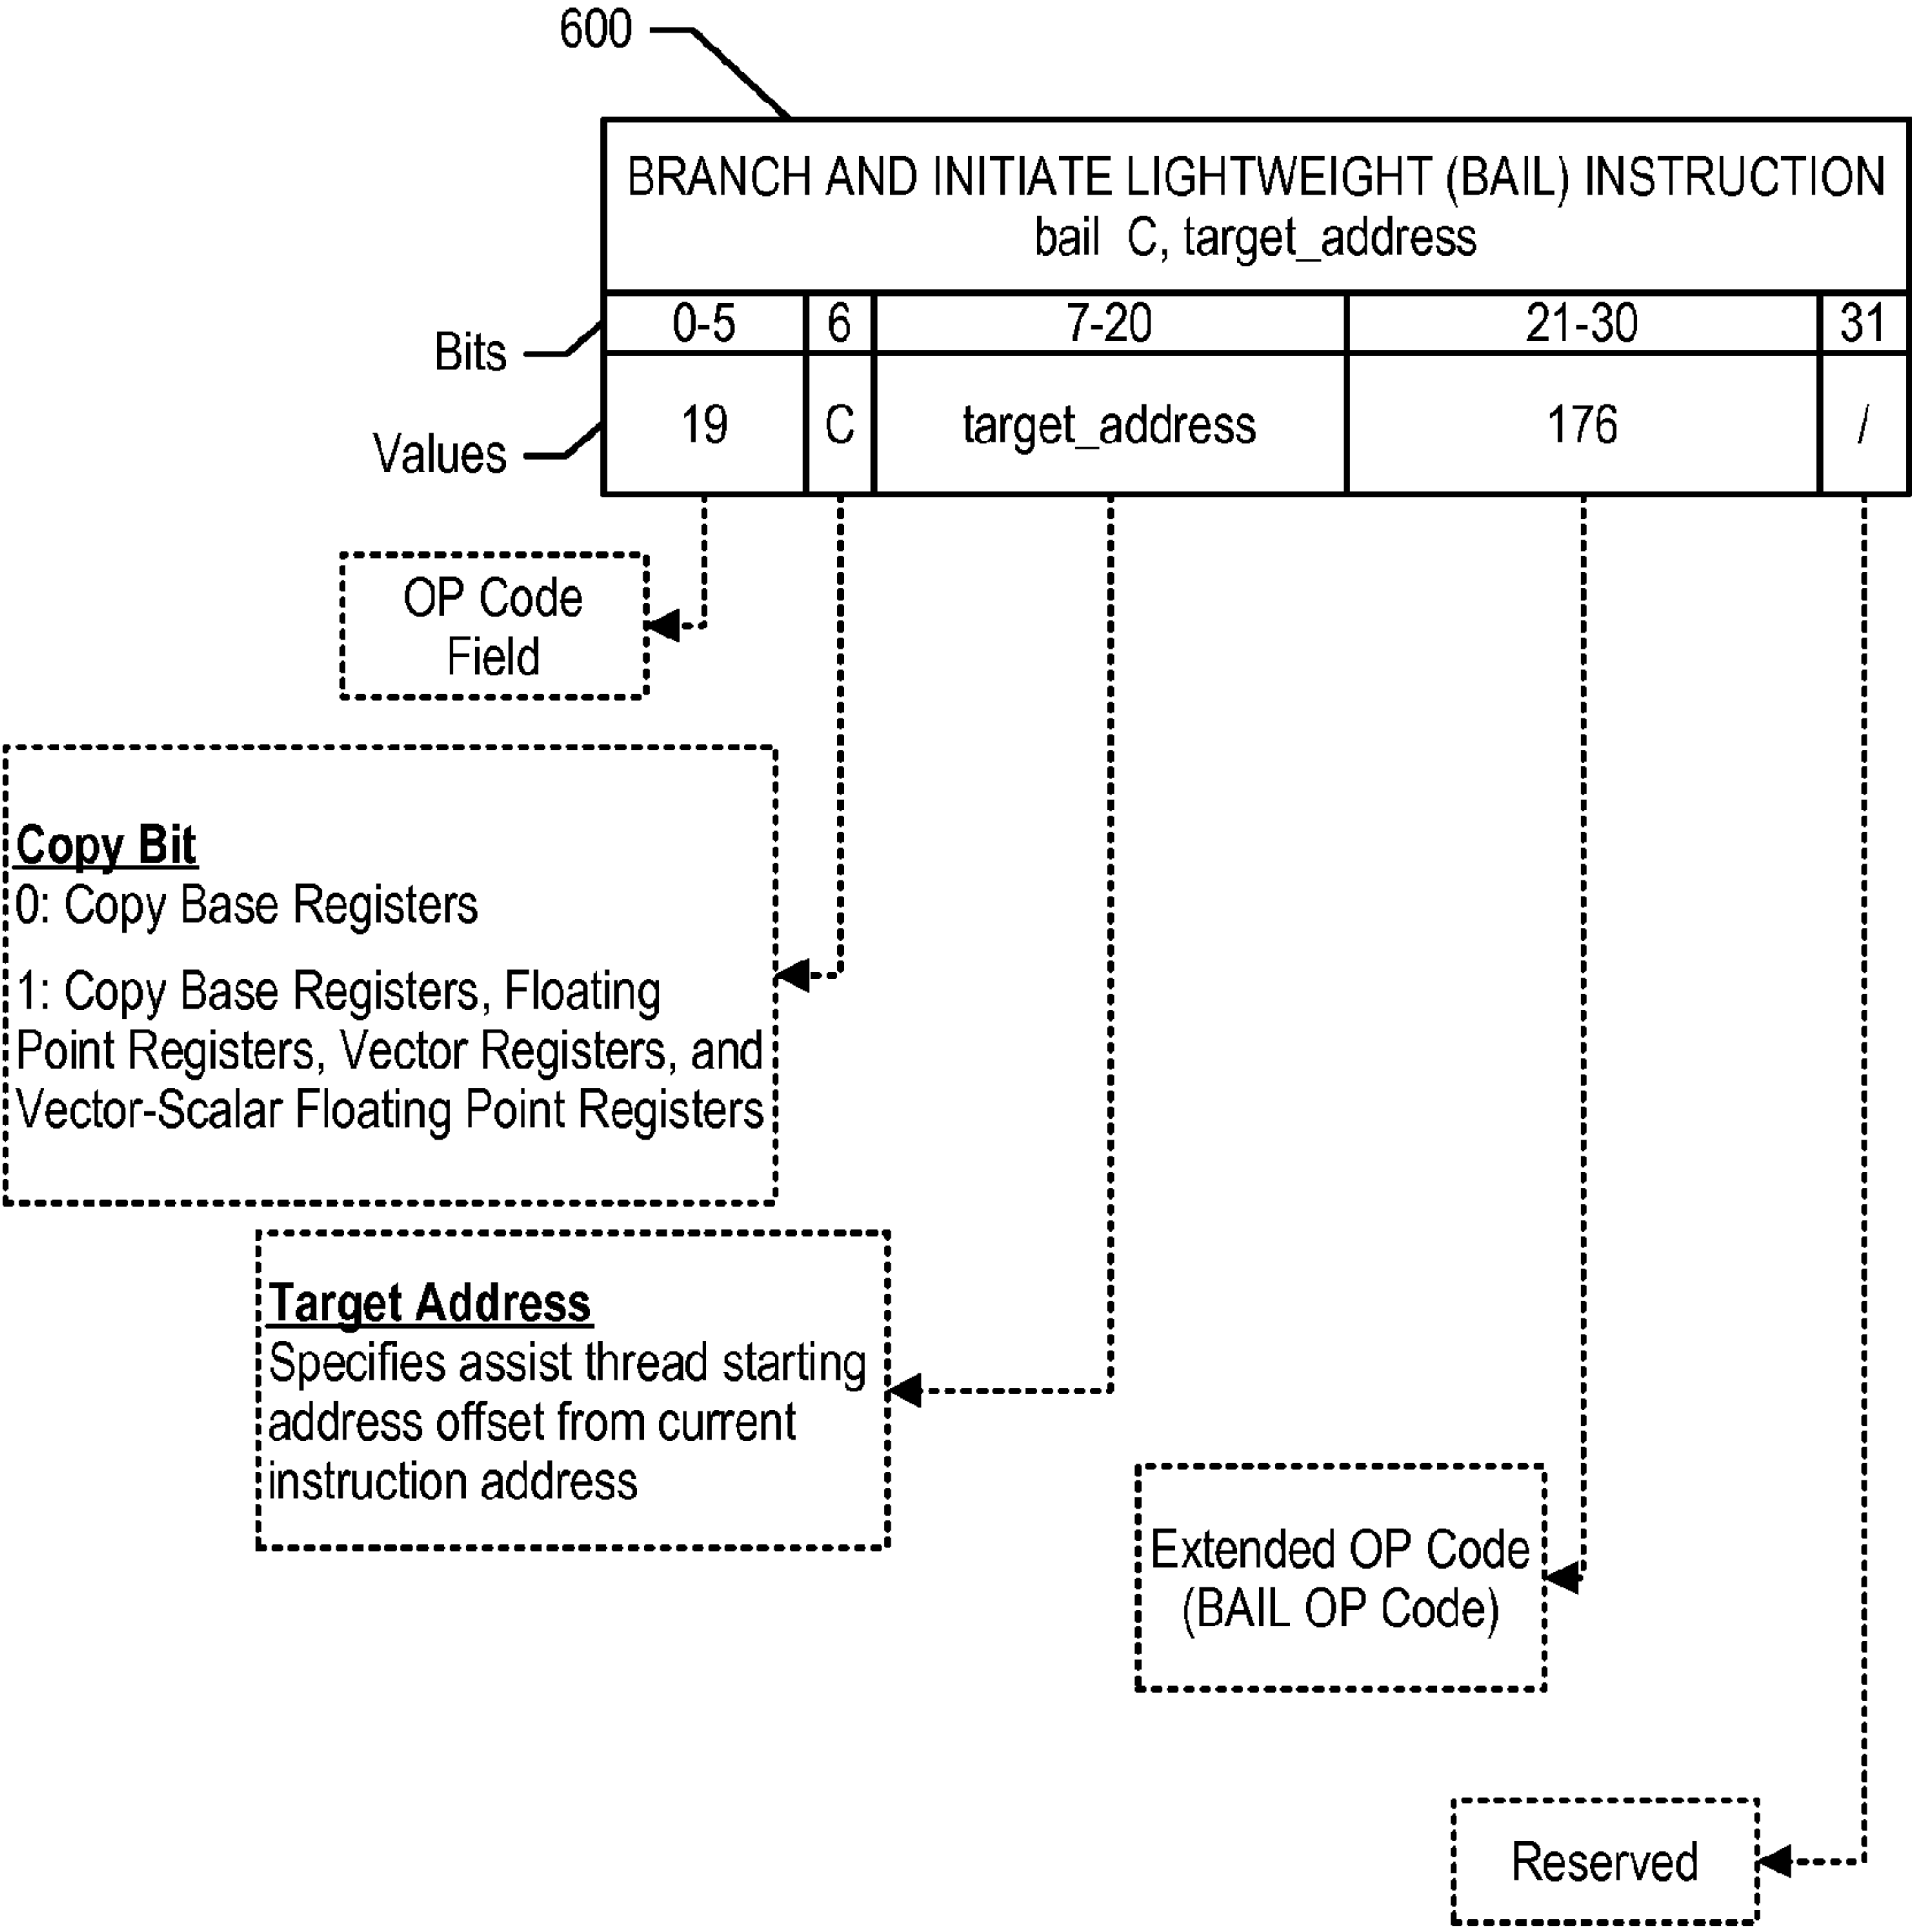 600
BRANCH AND INITIATE LIGHTWEIGHT (BAIL) INSTRUCTION
bail C, target_address
Bits
0-5 6 7-20 21-30 31
Values
19 C target_address 176 /
OP Code
Field
Copy Bit
0: Copy Base Registers
1: Copy Base Registers, Floating
Point Registers, Vector Registers, and
Vector-Scalar Floating Point Registers
Target Address
Specifies assist thread starting
address offset from current
instruction address
Extended OP Code
(BAIL OP Code)
Reserved